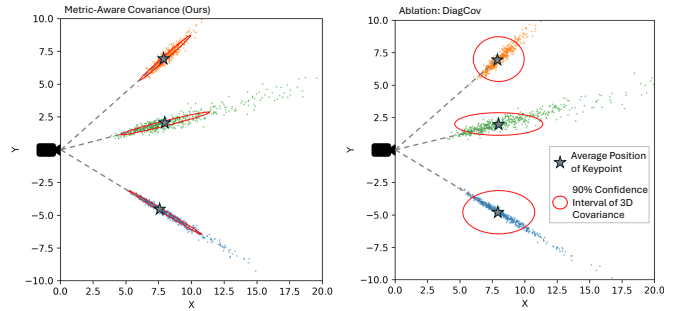 Metric-Aware Covariance (Ours)
10.0
7.5
5.0
2.5
0.0
−2.5
−5.0
−7.5
−10.0
Y
0.0 2.5 5.0 7.5 10.0 12.5 15.0 17.5 20.0
X
Ablation: DiagCov
10.0
7.5
5.0
2.5
0.0
−2.5
−5.0
−7.5
−10.0
Y
0.0 2.5 5.0 7.5 10.0 12.5 15.0 17.5 20.0
X
Average Position
of Keypoint
90% Confidence
Interval of 3D
Covariance